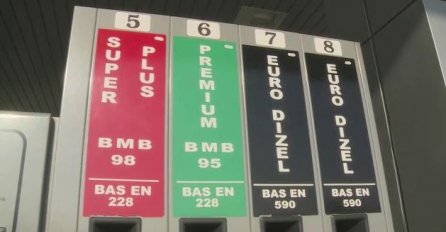 5
SUPER PLUS
BMB
98
BAS EN
228
6
PREMIUM
BMB
95
BAS EN
228
7
EURO DIZEL
BAS EN
590
8
EURO DIZEL
BAS EN
590